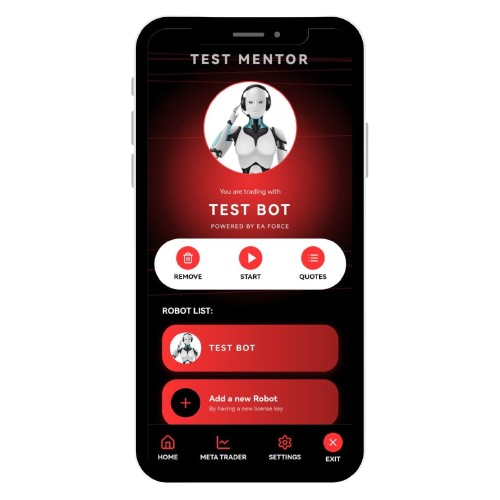 TEST MENTOR
You are trading with
TEST BOT
POWERED BY EA FORCE
REMOVE START QUOTES
ROBOT LIST:
TEST BOT
Add a new Robot
By having a new license key
HOME META TRADER SETTINGS EXIT